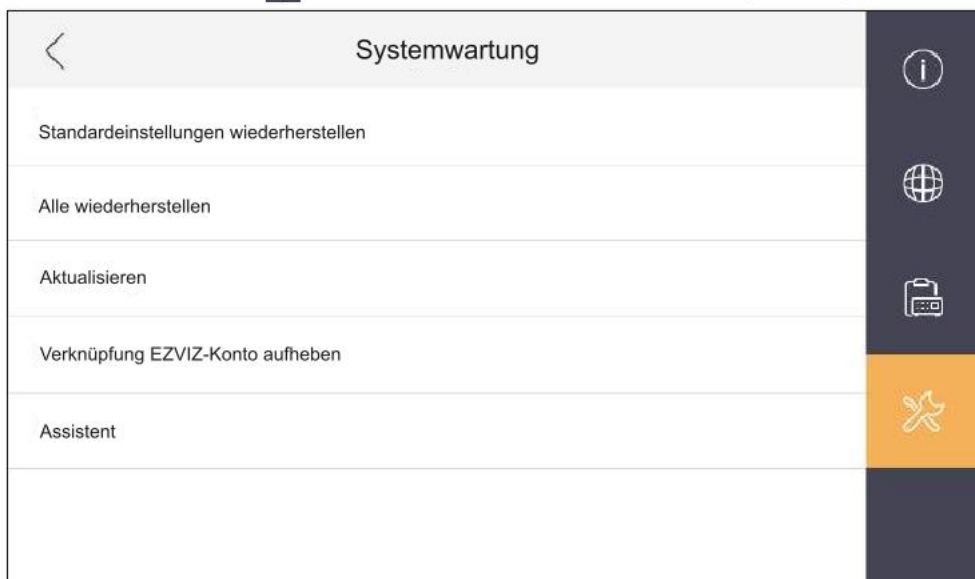 Systemwartung
Standardeinstellungen wiederherstellen
Alle wiederherstellen
Aktualisieren
Verknüpfung EZVIZ-Konto aufheben
Assistent